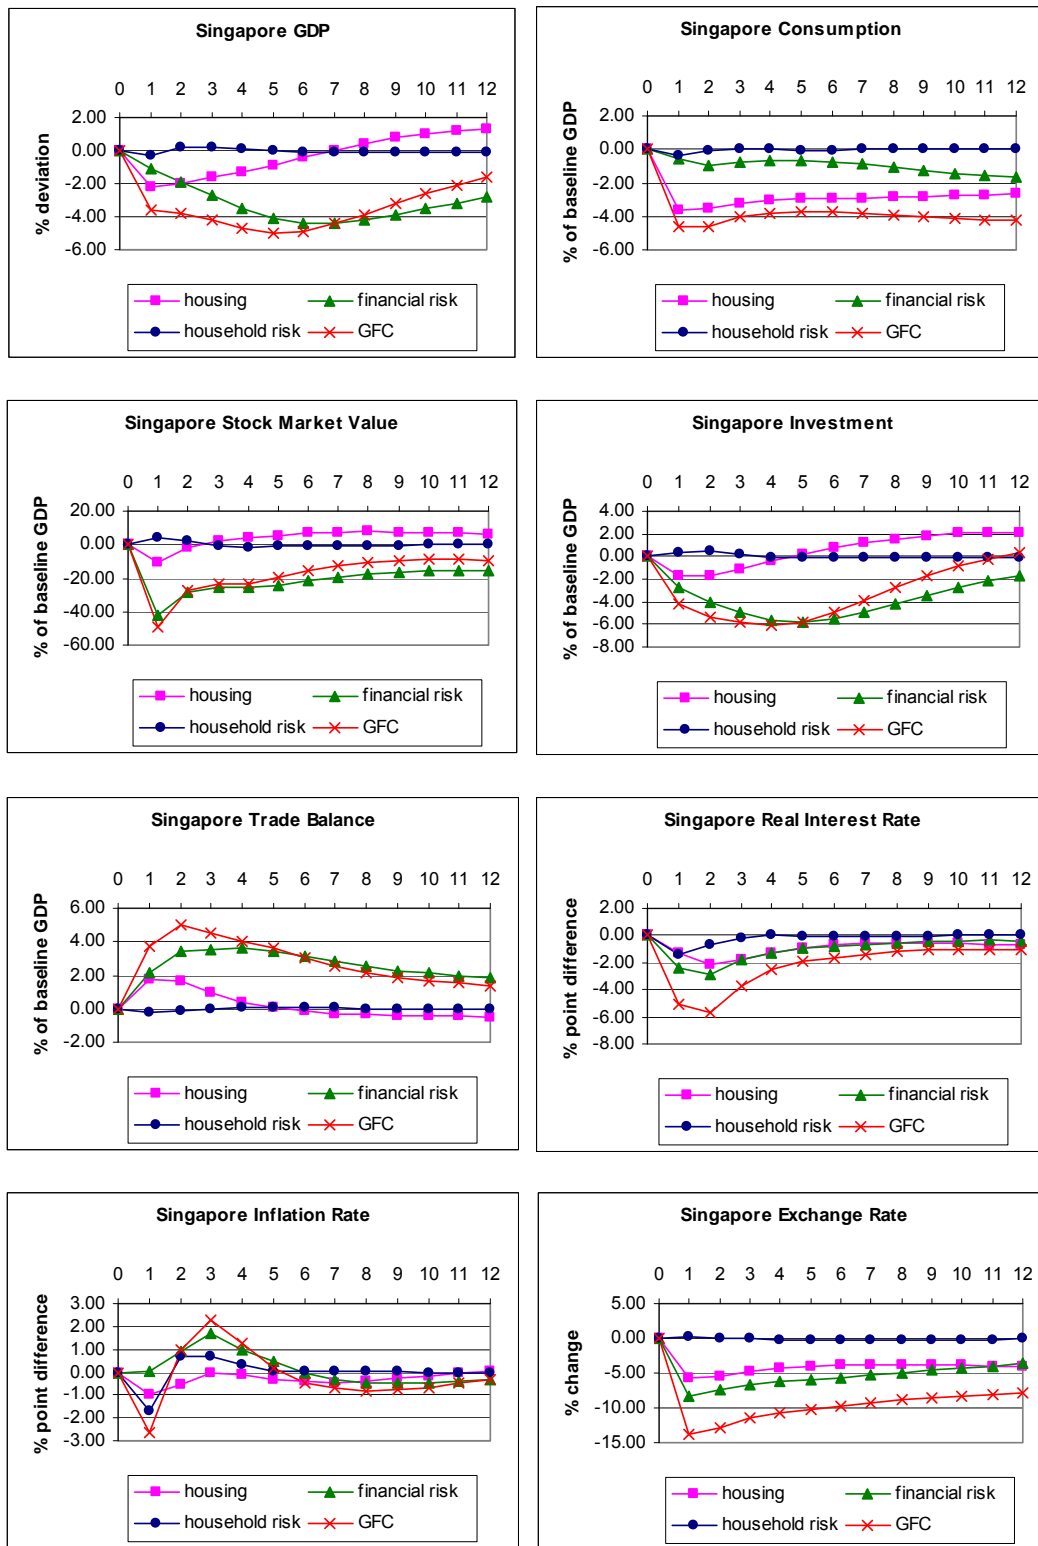 Singapore GDP
0 1 2 3 4 5 6 7 8 9 10 11 12
% deviation
2.00
0.00
-2.00
-4.00
-6.00
housing
financial risk
household risk
GFC
Singapore Consumption
0 1 2 3 4 5 6 7 8 9 10 11 12
% of baseline GDP
0.00
-2.00
-4.00
-6.00
housing
financial risk
household risk
GFC
Singapore Stock Market Value
0 1 2 3 4 5 6 7 8 9 10 11 12
% of baseline GDP
20.00
0.00
-20.00
-40.00
-60.00
housing
financial risk
household risk
GFC
Singapore Investment
0 1 2 3 4 5 6 7 8 9 10 11 12
% of baseline GDP
4.00
2.00
0.00
-2.00
-4.00
-6.00
-8.00
housing
financial risk
household risk
GFC
Singapore Trade Balance
0 1 2 3 4 5 6 7 8 9 10 11 12
% of baseline GDP
6.00
4.00
2.00
0.00
-2.00
housing
financial risk
household risk
GFC
Singapore Real Interest Rate
0 1 2 3 4 5 6 7 8 9 10 11 12
% point difference
2.00
0.00
-2.00
-4.00
-6.00
-8.00
housing
financial risk
household risk
GFC
Singapore Inflation Rate
0 1 2 3 4 5 6 7 8 9 10 11 12
% point difference
3.00
2.00
1.00
0.00
-1.00
-2.00
-3.00
housing
financial risk
household risk
GFC
Singapore Exchange Rate
0 1 2 3 4 5 6 7 8 9 10 11 12
% change
5.00
0.00
-5.00
-10.00
-15.00
housing
financial risk
household risk
GFC